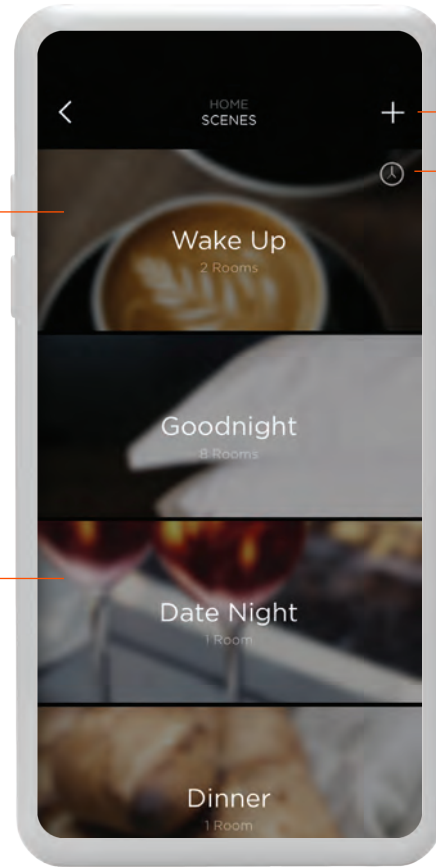 HOME
SCENES
Wake Up
2 Rooms
Goodnight
8 Rooms
Date Night
1 Room
Dinner
1 Room